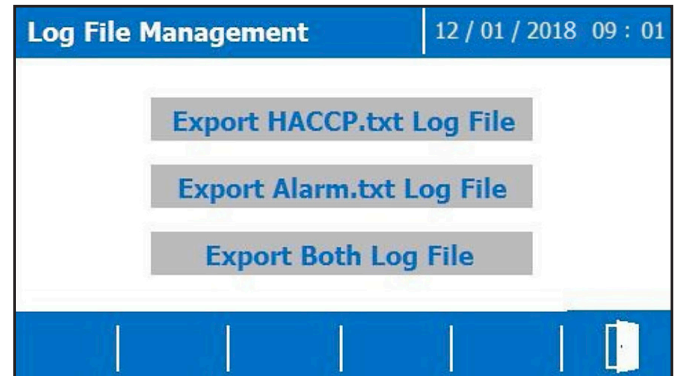 Log File Management
12 / 01 / 2018 09 : 01
Export HACCP.txt Log File
Export Alarm.txt Log File
Export Both Log File